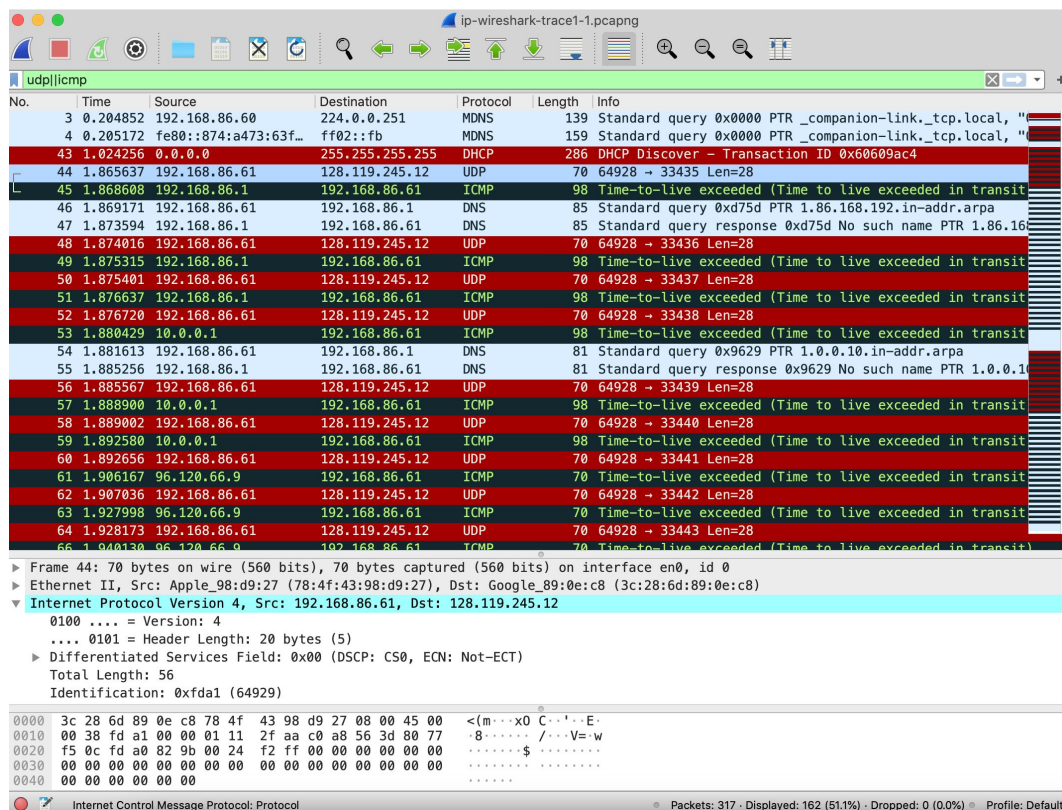 ip-wireshark-trace1-1.pcapng
udp||icmp
No. Time Source Destination Protocol Length Info
3 0.204852 192.168.86.60 224.0.0.251 MDNS 139 Standard query 0x0000 PTR _companion-link._tcp.local, "
4 0.205172 fe80::874:a473:63f… ff02::fb MDNS 159 Standard query 0x0000 PTR _companion-link._tcp.local, "
43 1.024256 0.0.0.0 255.255.255.255 DHCP 286 DHCP Discover – Transaction ID 0x60609ac4
44 1.865637 192.168.86.61 128.119.245.12 UDP 70 64928 → 33435 Len=28
45 1.868608 192.168.86.1 192.168.86.61 ICMP 98 Time-to-live exceeded (Time to live exceeded in transit
46 1.869171 192.168.86.61 192.168.86.1 DNS 85 Standard query 0xd75d PTR 1.86.168.192.in-addr.arpa
47 1.873594 192.168.86.1 192.168.86.61 DNS 85 Standard query response 0xd75d No such name PTR 1.86.16
48 1.874016 192.168.86.61 128.119.245.12 UDP 70 64928 → 33436 Len=28
49 1.875315 192.168.86.1 192.168.86.61 ICMP 98 Time-to-live exceeded (Time to live exceeded in transit
50 1.875401 192.168.86.61 128.119.245.12 UDP 70 64928 → 33437 Len=28
51 1.876637 192.168.86.1 192.168.86.61 ICMP 98 Time-to-live exceeded (Time to live exceeded in transit
52 1.876720 192.168.86.61 128.119.245.12 UDP 70 64928 → 33438 Len=28
53 1.880429 10.0.0.1 192.168.86.61 ICMP 98 Time-to-live exceeded (Time to live exceeded in transit
54 1.881613 192.168.86.61 192.168.86.1 DNS 81 Standard query 0x9629 PTR 1.0.0.10.in-addr.arpa
55 1.885256 192.168.86.1 192.168.86.61 DNS 81 Standard query response 0x9629 No such name PTR 1.0.0.1
56 1.885567 192.168.86.61 128.119.245.12 UDP 70 64928 → 33439 Len=28
57 1.888900 10.0.0.1 192.168.86.61 ICMP 98 Time-to-live exceeded (Time to live exceeded in transit
58 1.889002 192.168.86.61 128.119.245.12 UDP 70 64928 → 33440 Len=28
59 1.892580 10.0.0.1 192.168.86.61 ICMP 98 Time-to-live exceeded (Time to live exceeded in transit
60 1.892656 192.168.86.61 128.119.245.12 UDP 70 64928 → 33441 Len=28
61 1.906167 96.120.66.9 192.168.86.61 ICMP 70 Time-to-live exceeded (Time to live exceeded in transit
62 1.907036 192.168.86.61 128.119.245.12 UDP 70 64928 → 33442 Len=28
63 1.927998 96.120.66.9 192.168.86.61 ICMP 70 Time-to-live exceeded (Time to live exceeded in transit
64 1.928173 192.168.86.61 128.119.245.12 UDP 70 64928 → 33443 Len=28
66 1.940130 96.120.66.9 192.168.86.61 ICMP 70 Time-to-live exceeded (Time to live exceeded in transit)
Frame 44: 70 bytes on wire (560 bits), 70 bytes captured (560 bits) on interface en0, id 0
Ethernet II, Src: Apple_98:d9:27 (78:4f:43:98:d9:27), Dst: Google_89:0e:c8 (3c:28:6d:89:0e:c8)
Internet Protocol Version 4, Src: 192.168.86.61, Dst: 128.119.245.12
0100 .... = Version: 4
.... 0101 = Header Length: 20 bytes (5)
Differentiated Services Field: 0x00 (DSCP: CS0, ECN: Not-ECT)
Total Length: 56
Identification: 0xfda1 (64929)
0000 3c 28 6d 89 0e c8 78 4f 43 98 d9 27 08 00 45 00 <(m···xO C··'··E·
0010 00 38 fd a1 00 00 01 11 2f aa c0 a8 56 3d 80 77 ·8······ /···V=·w
0020 f5 0c fd a0 82 9b 00 24 f2 ff 00 00 00 00 00 00 ·······$ ········
0030 00 00 00 00 00 00 00 00 00 00 00 00 00 00 00 00 ········ ········
0040 00 00 00 00 00 00 ······
Internet Control Message Protocol: Protocol Packets: 317 · Displayed: 162 (51.1%) · Dropped: 0 (0.0%) Profile: Default